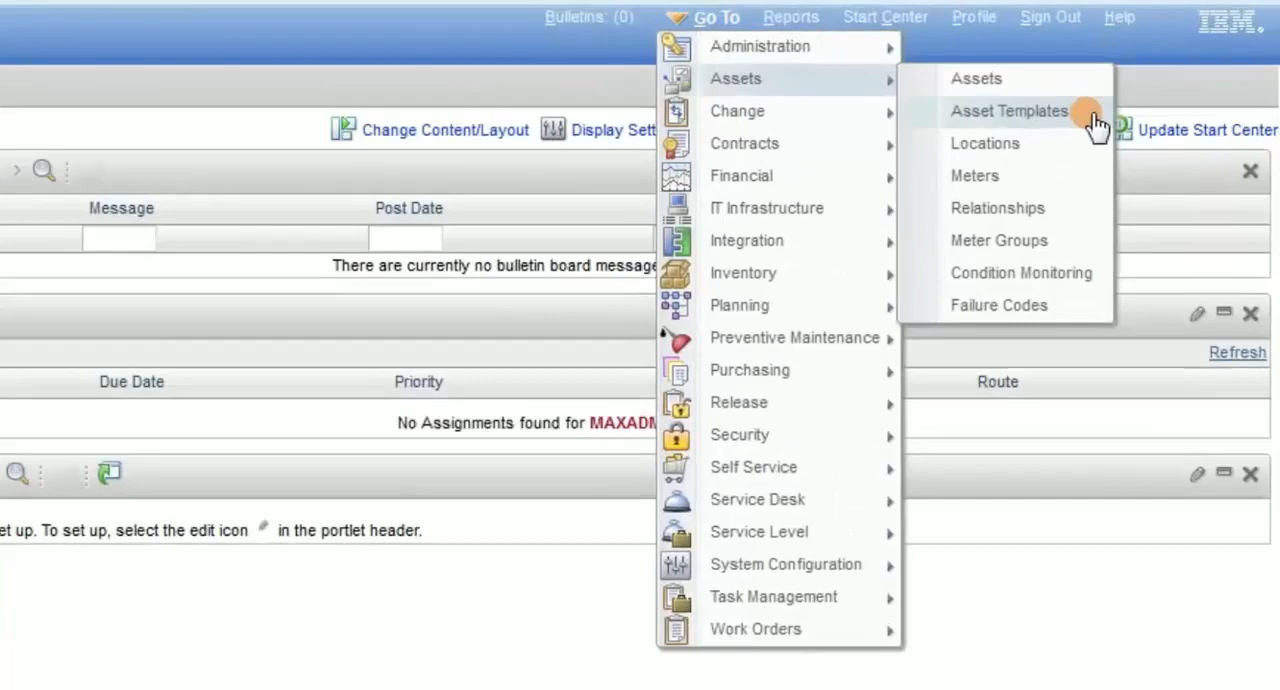 Bulletins: (0) Go To Reports Start Center Profile Sign Out Help IBM.
Administration
Assets
Change
Contracts
Financial
IT Infrastructure
Integration
Inventory
Planning
Preventive Maintenance
Purchasing
Release
Security
Self Service
Service Desk
Service Level
System Configuration
Task Management
Work Orders
Assets
Asset Templates
Locations
Meters
Relationships
Meter Groups
Condition Monitoring
Failure Codes
Change Content/Layout Display Sett Update Start Center
Message Post Date
There are currently no bulletin board message
Refresh
Due Date Priority Route
No Assignments found for MAXADM
et up. To set up, select the edit icon in the portlet header.